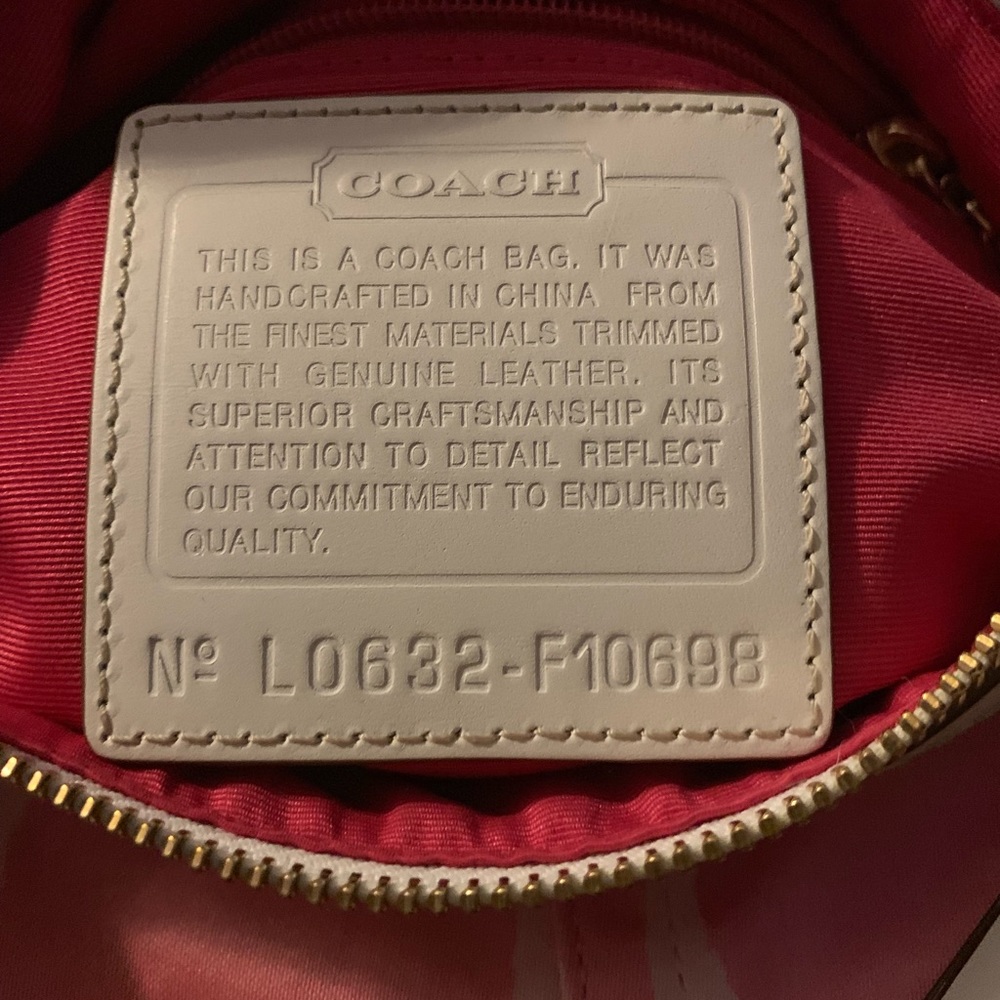 COACH
THIS IS A COACH BAG. IT WAS
HANDCRAFTED IN CHINA FROM
THE FINEST MATERIALS TRIMMED
WITH GENUINE LEATHER. ITS
SUPERIOR CRAFTSMANSHIP AND
ATTENTION TO DETAIL REFLECT
OUR COMMITMENT TO ENDURING
QUALITY.
Nº L0632-F10698